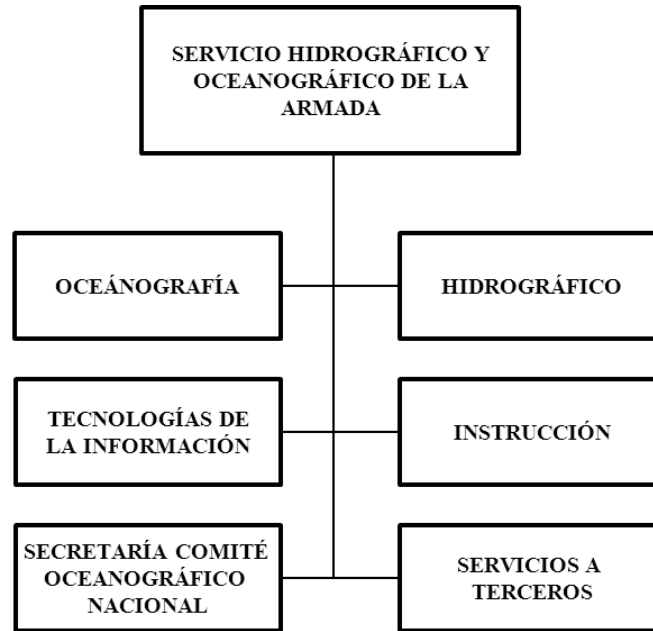 SERVICIO HIDROGRÁFICO Y
OCEANOGRÁFICO DE LA
ARMADA
OCEÁNOGRAFÍA
HIDROGRÁFICO
TECNOLOGÍAS DE
LA INFORMACIÓN
INSTRUCCIÓN
SECRETARÍA COMITÉ
OCEANOGRÁFICO
NACIONAL
SERVICIOS A
TERCEROS